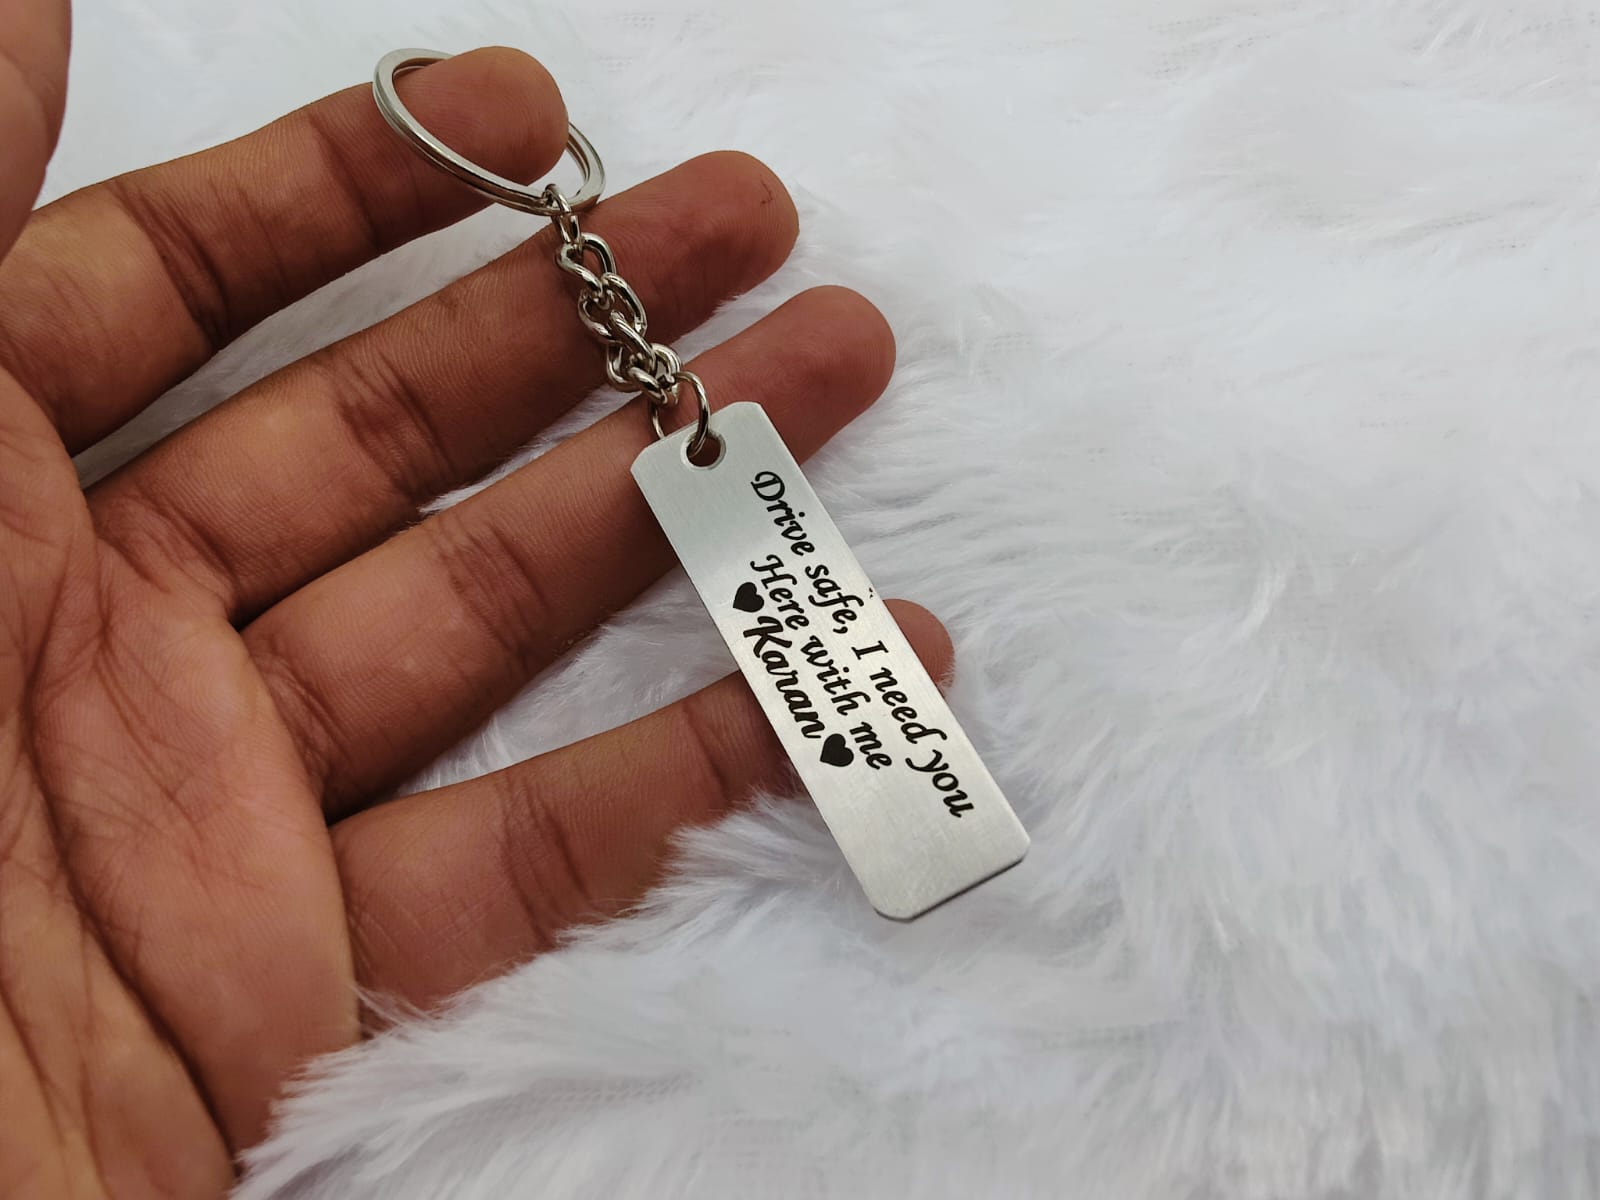 Drive safe, I need you
Here with me
♥Karan♥